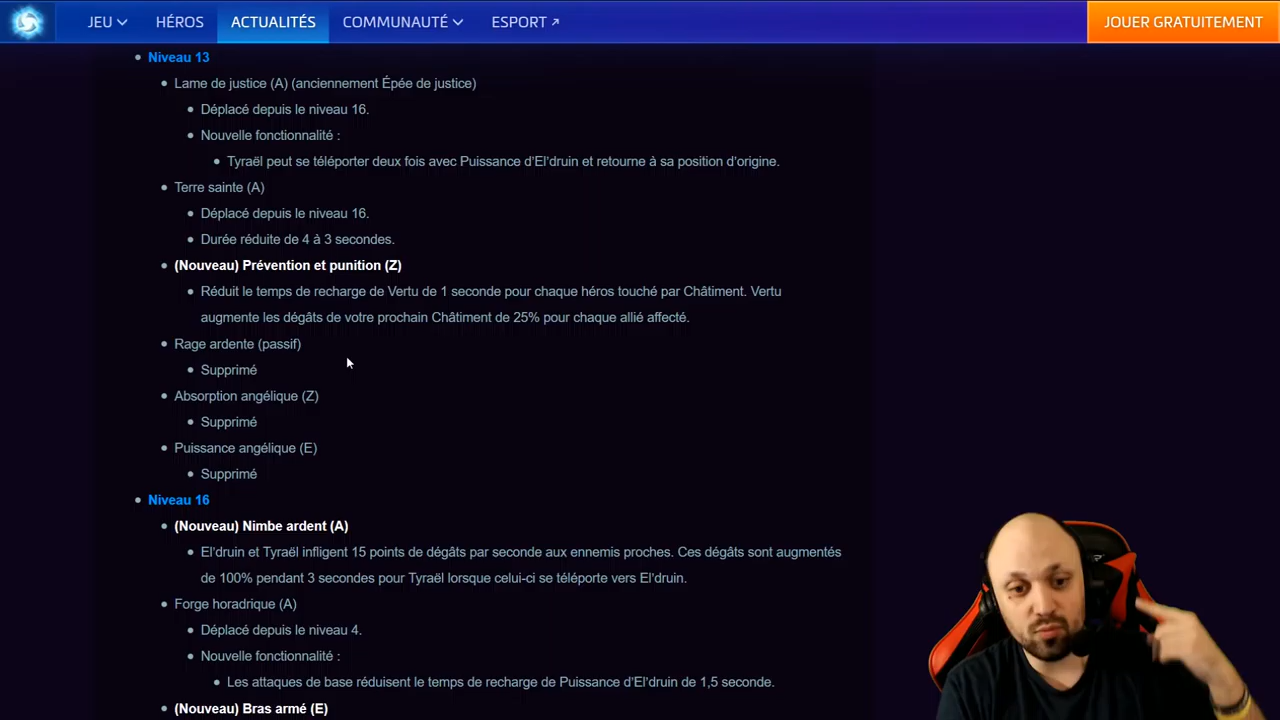 JEU HÉROS ACTUALITÉS COMMUNAUTÉ ESPORT JOUER GRATUITEMENT
Niveau 13
Lame de justice (A) (anciennement Épée de justice)
Déplacé depuis le niveau 16.
Nouvelle fonctionnalité :
Tyraël peut se téléporter deux fois avec Puissance d'El'druin et retourne à sa position d'origine.
Terre sainte (A)
Déplacé depuis le niveau 16.
Durée réduite de 4 à 3 secondes.
(Nouveau) Prévention et punition (Z)
Réduit le temps de recharge de Vertu de 1 seconde pour chaque héros touché par Châtiment. Vertu
augmente les dégâts de votre prochain Châtiment de 25% pour chaque allié affecté.
Rage ardente (passif)
Supprimé
Absorption angélique (Z)
Supprimé
Puissance angélique (E)
Supprimé
Niveau 16
(Nouveau) Nimbe ardent (A)
El'druin et Tyraël infligent 15 points de dégâts par seconde aux ennemis proches. Ces dégâts sont augmentés
de 100% pendant 3 secondes pour Tyraël lorsque celui-ci se téléporte vers El'druin.
Forge horadrique (A)
Déplacé depuis le niveau 4.
Nouvelle fonctionnalité :
Les attaques de base réduisent le temps de recharge de Puissance d'El'druin de 1,5 seconde.
(Nouveau) Bras armé (E)